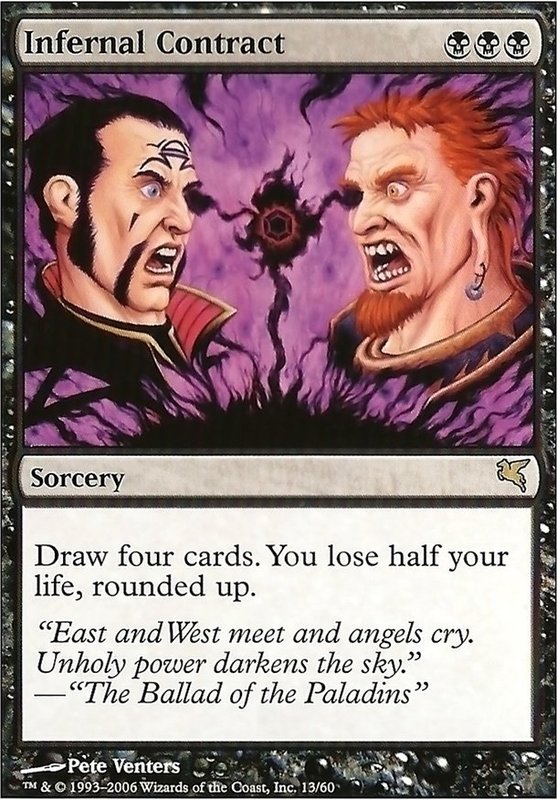 Infernal Contract
Sorcery
Draw four cards. You lose half your
life, rounded up.
“East and West meet and angels cry.
Unholy power darkens the sky.”
—“The Ballad of the Paladins”
Pete Venters
™ & © 1993–2006 Wizards of the Coast, Inc. 13/60